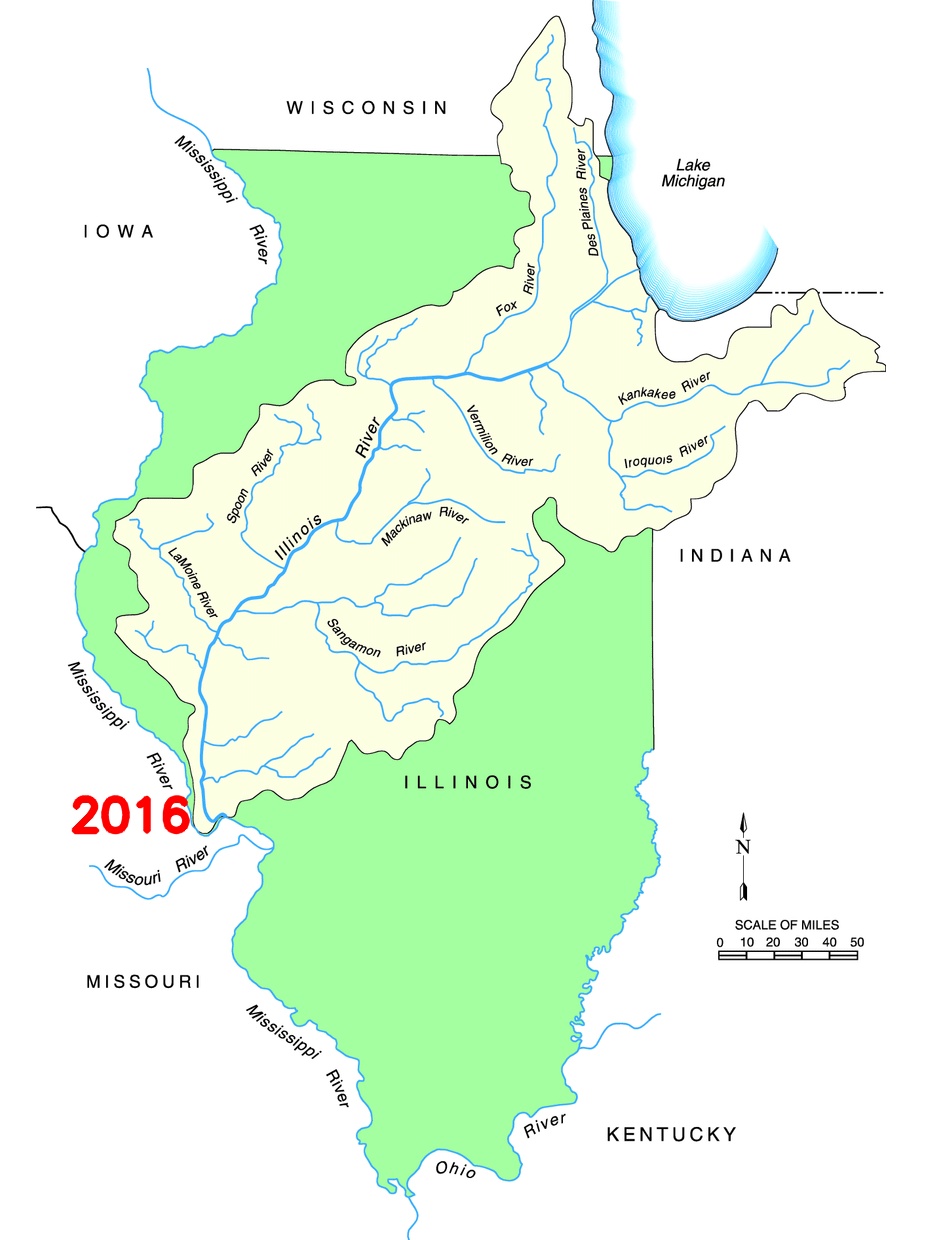 WISCONSIN
Lake
Michigan
Mississippi
River
IOWA
Des Plaines River
Fox River
Kankakee River
Vermilion River
Iroquois River
Spoon River
Illinois River
Mackinaw River
LaMoine River
INDIANA
Sangamon River
Mississippi
River
ILLINOIS
2016
Missouri River
N
SCALE OF MILES
0 10 20 30 40 50
MISSOURI
Mississippi
River
KENTUCKY
Ohio River